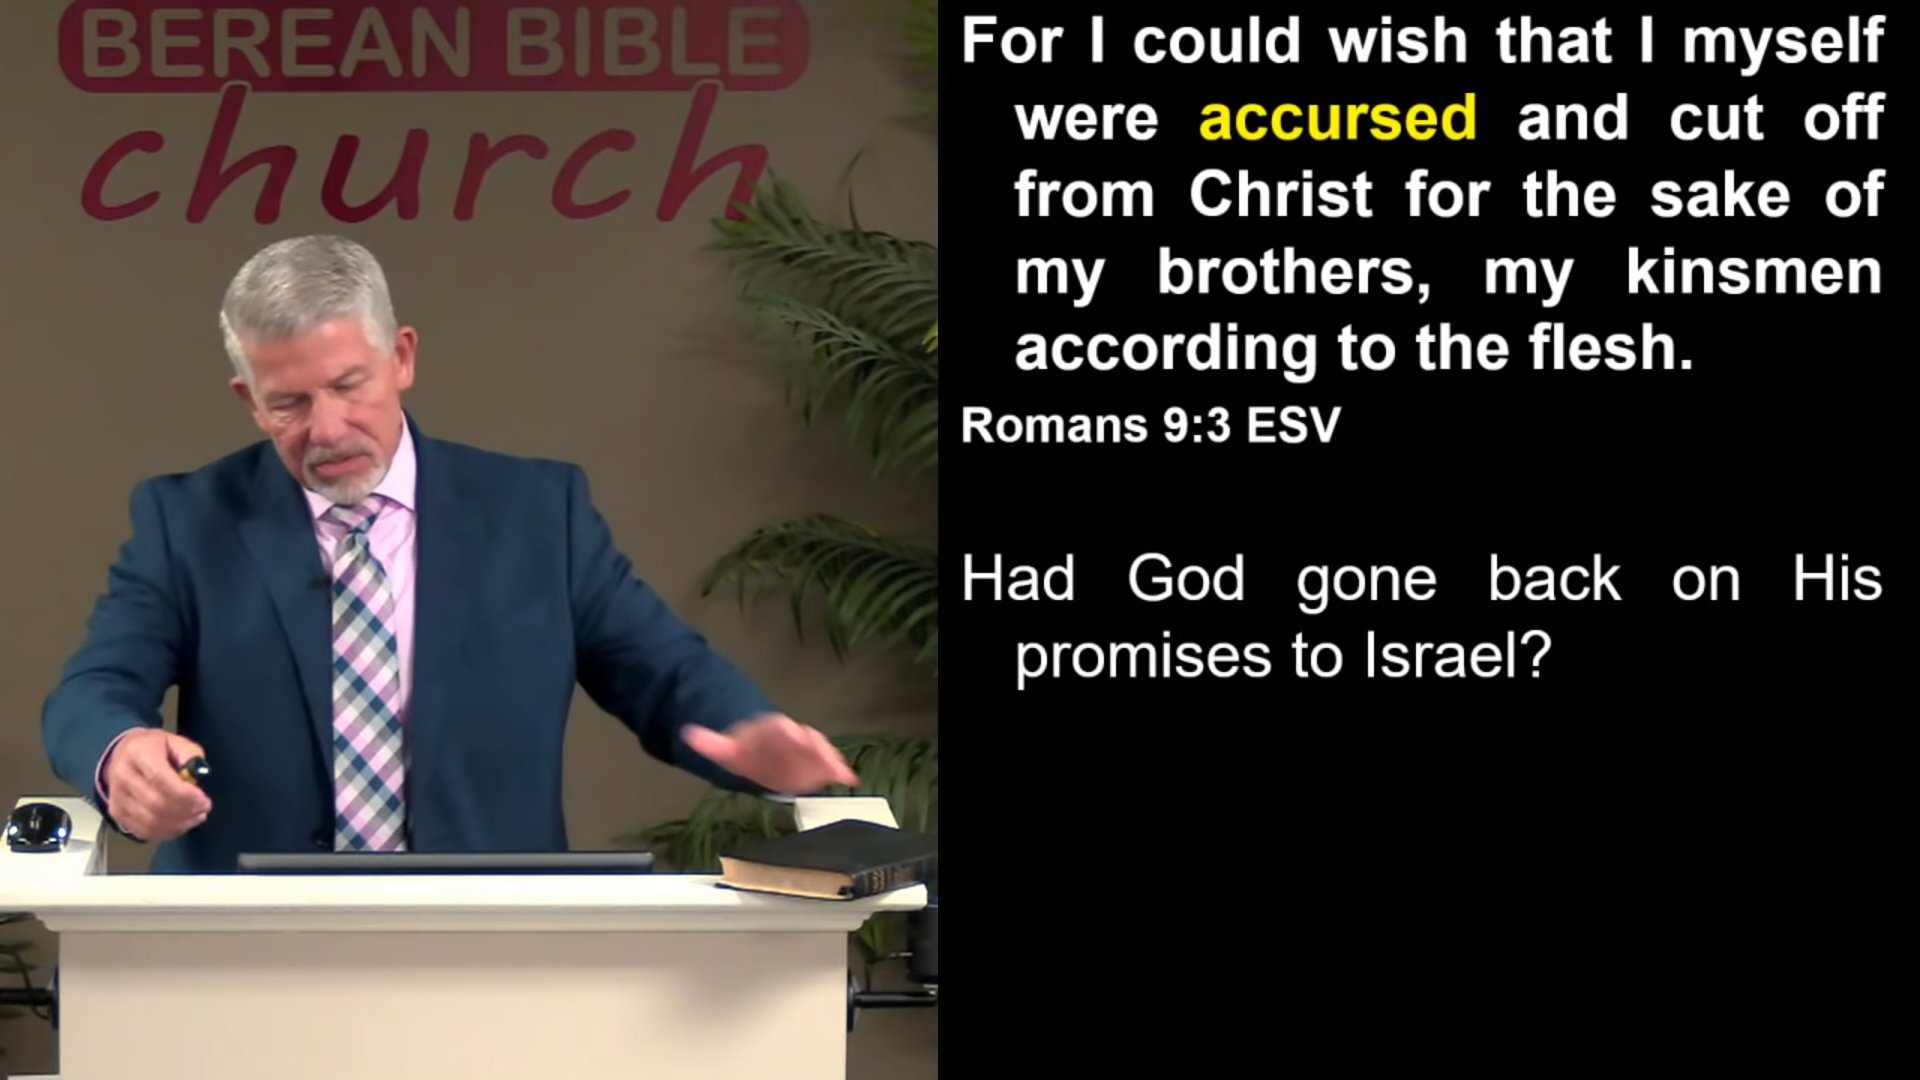 BEREAN BIBLE
church
For I could wish that I myself
were accursed and cut off
from Christ for the sake of
my brothers, my kinsmen
according to the flesh.
Romans 9:3 ESV
Had God gone back on His
promises to Israel?